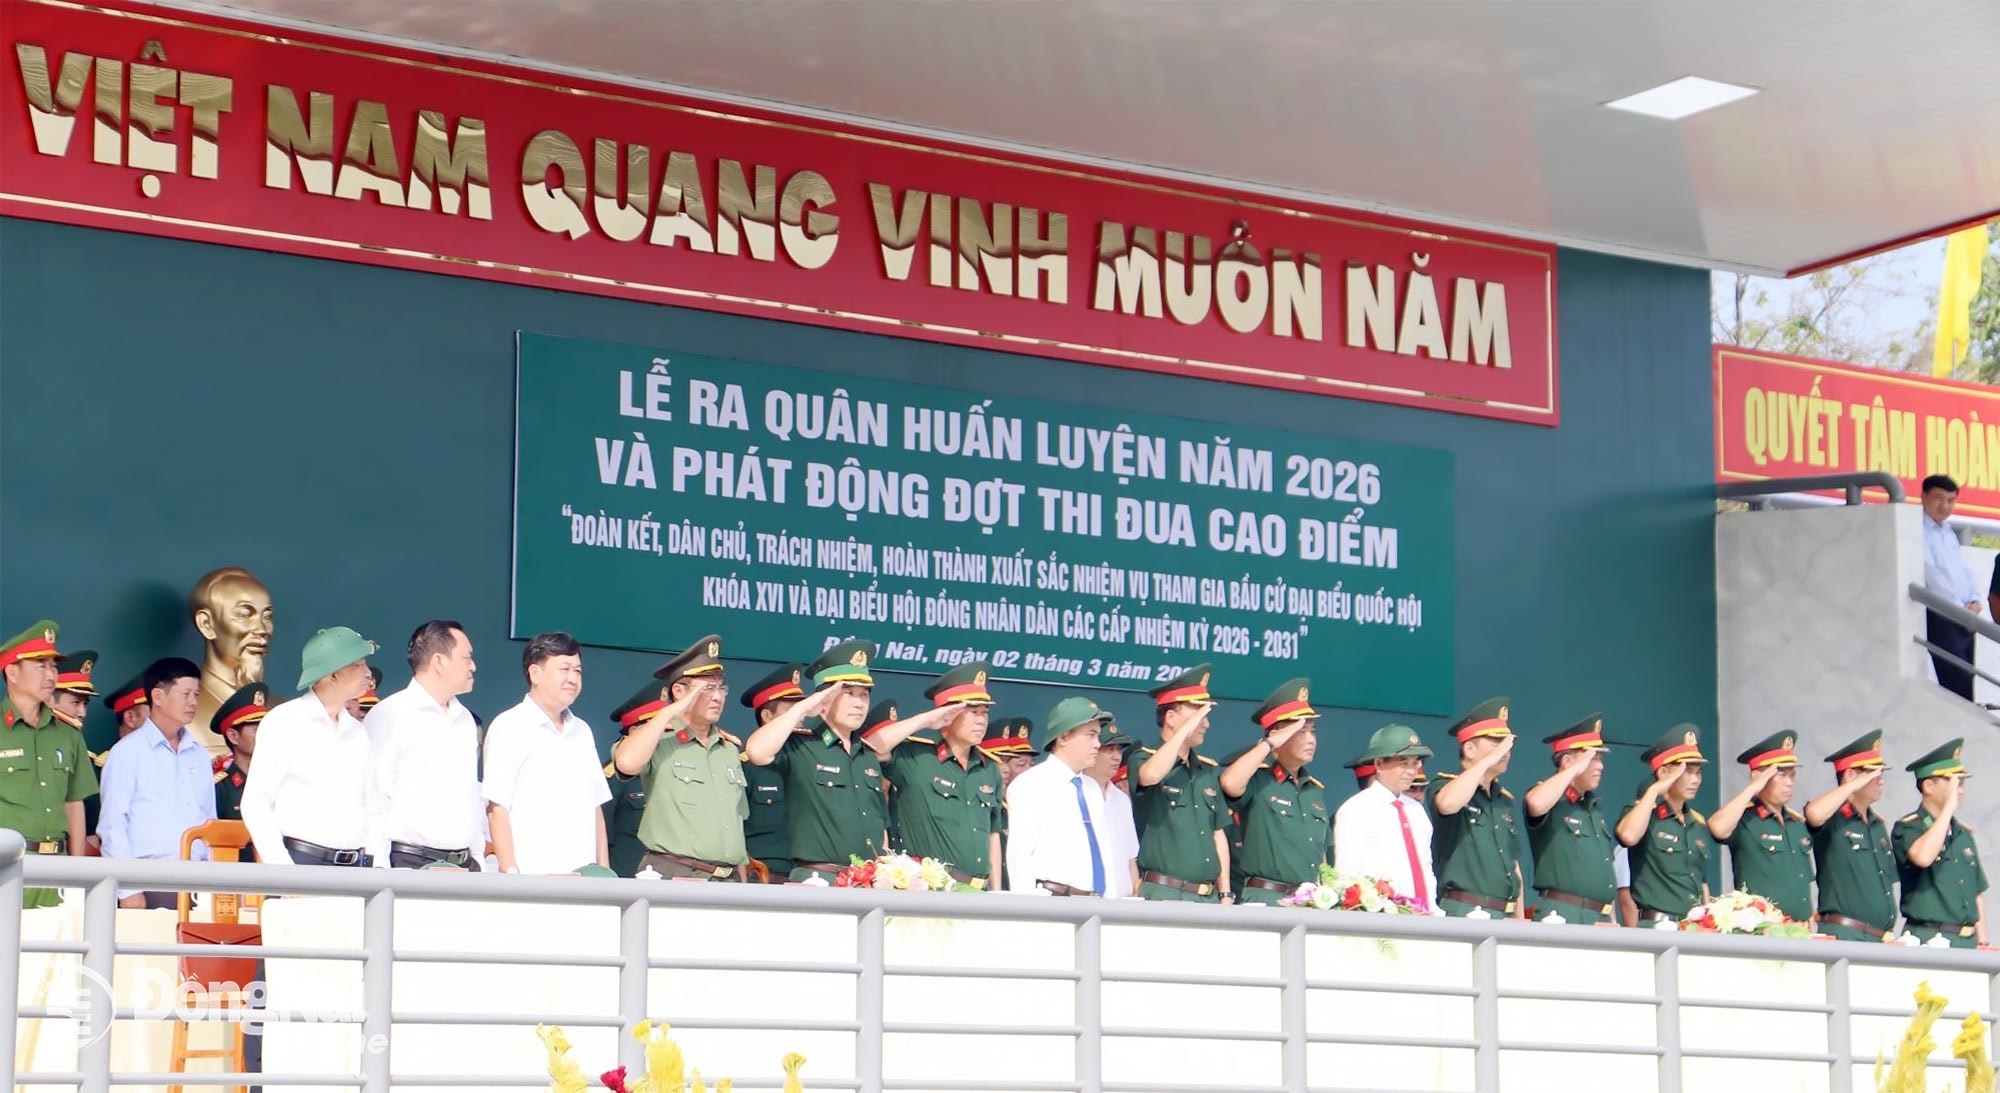 VIỆT NAM QUANG VINH MUÔN NĂM
LỄ RA QUÂN HUẤN LUYỆN NĂM 2026
VÀ PHÁT ĐỘNG ĐỢT THI ĐUA CAO ĐIỂM
“ĐOÀN KẾT, DÂN CHỦ, TRÁCH NHIỆM, HOÀN THÀNH XUẤT SẮC NHIỆM VỤ THAM GIA BẦU CỬ ĐẠI BIỂU QUỐC HỘI
KHÓA XVI VÀ ĐẠI BIỂU HỘI ĐỒNG NHÂN DÂN CÁC CẤP NHIỆM KỲ 2026 - 2031”
Nai, ngày 02 tháng 3 năm
QUYẾT TÂM HOÀN
Đồng Nai